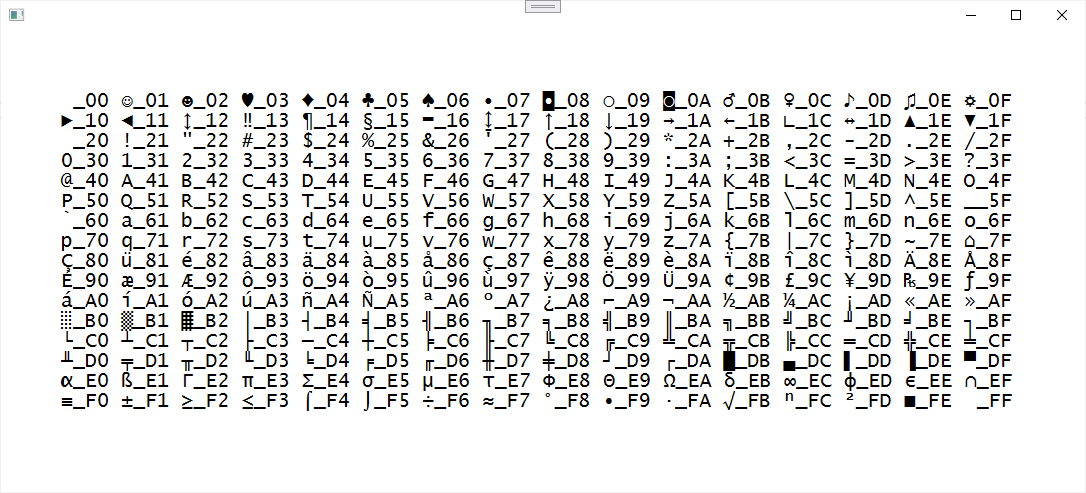 _00 ☺_01 ☻_02 ♥_03 ♦_04 ♣_05 ♠_06 •_07 ◘_08 ○_09 ◙_0A ♂_0B ♀_0C ♪_0D ♫_0E ☼_0F
►_10 ◄_11 ↕_12 ‼_13 ¶_14 §_15 ▬_16 ↨_17 ↑_18 ↓_19 →_1A ←_1B ∟_1C ↔_1D ▲_1E ▼_1F
 _20 !_21 "_22 #_23 $_24 %_25 &_26 '_27 (_28 )_29 *_2A +_2B ,_2C -_2D ._2E /_2F
0_30 1_31 2_32 3_33 4_34 5_35 6_36 7_37 8_38 9_39 :_3A ;_3B <_3C =_3D >_3E ?_3F
@_40 A_41 B_42 C_43 D_44 E_45 F_46 G_47 H_48 I_49 J_4A K_4B L_4C M_4D N_4E O_4F
P_50 Q_51 R_52 S_53 T_54 U_55 V_56 W_57 X_58 Y_59 Z_5A [_5B \_5C ]_5D ^_5E __5F
`_60 a_61 b_62 c_63 d_64 e_65 f_66 g_67 h_68 i_69 j_6A k_6B l_6C m_6D n_6E o_6F
p_70 q_71 r_72 s_73 t_74 u_75 v_76 w_77 x_78 y_79 z_7A {_7B |_7C }_7D ~_7E ⌂_7F
Ç_80 ü_81 é_82 â_83 ä_84 à_85 å_86 ç_87 ê_88 ë_89 è_8A ï_8B î_8C ì_8D Ä_8E Å_8F
É_90 æ_91 Æ_92 ô_93 ö_94 ò_95 û_96 ù_97 ÿ_98 Ö_99 Ü_9A ¢_9B £_9C ¥_9D ₧_9E ƒ_9F
á_A0 í_A1 ó_A2 ú_A3 ñ_A4 Ñ_A5 ª_A6 º_A7 ¿_A8 ⌐_A9 ¬_AA ½_AB ¼_AC ¡_AD «_AE »_AF
░_B0 ▒_B1 ▓_B2 │_B3 ┤_B4 ╡_B5 ╢_B6 ╖_B7 ╕_B8 ╣_B9 ║_BA ╗_BB ╝_BC ╜_BD ╛_BE ┐_BF
└_C0 ┴_C1 ┬_C2 ├_C3 ─_C4 ┼_C5 ╞_C6 ╟_C7 ╚_C8 ╔_C9 ╩_CA ╦_CB ╠_CC ═_CD ╬_CE ╧_CF
╨_D0 ╤_D1 ╥_D2 ╙_D3 ╘_D4 ╒_D5 ╓_D6 ╫_D7 ╪_D8 ┘_D9 ┌_DA █_DB ▄_DC ▌_DD ▐_DE ▀_DF
α_E0 ß_E1 Γ_E2 π_E3 Σ_E4 σ_E5 µ_E6 τ_E7 Φ_E8 Θ_E9 Ω_EA δ_EB ∞_EC φ_ED ε_EE ∩_EF
≡_F0 ±_F1 ≥_F2 ≤_F3 ⌠_F4 ⌡_F5 ÷_F6 ≈_F7 °_F8 ∙_F9 ·_FA √_FB ⁿ_FC ²_FD ■_FE  _FF